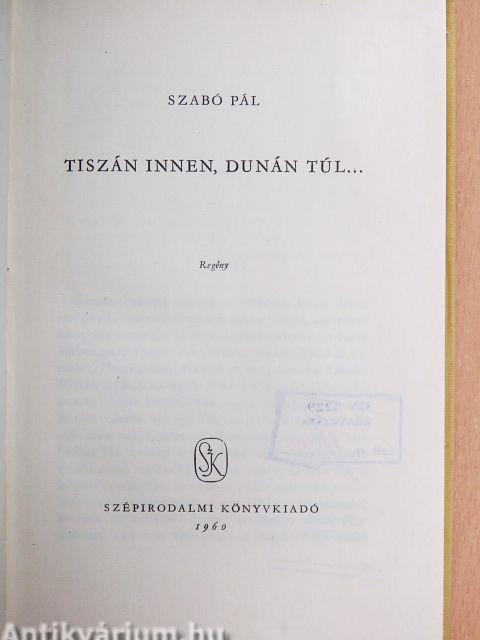 SZABÓ PÁL
TISZÁN INNEN, DUNÁN TÚL...
Regény
SZK
SZÉPIRODALMI KÖNYVKIADÓ
1960
Antikvárium.hu